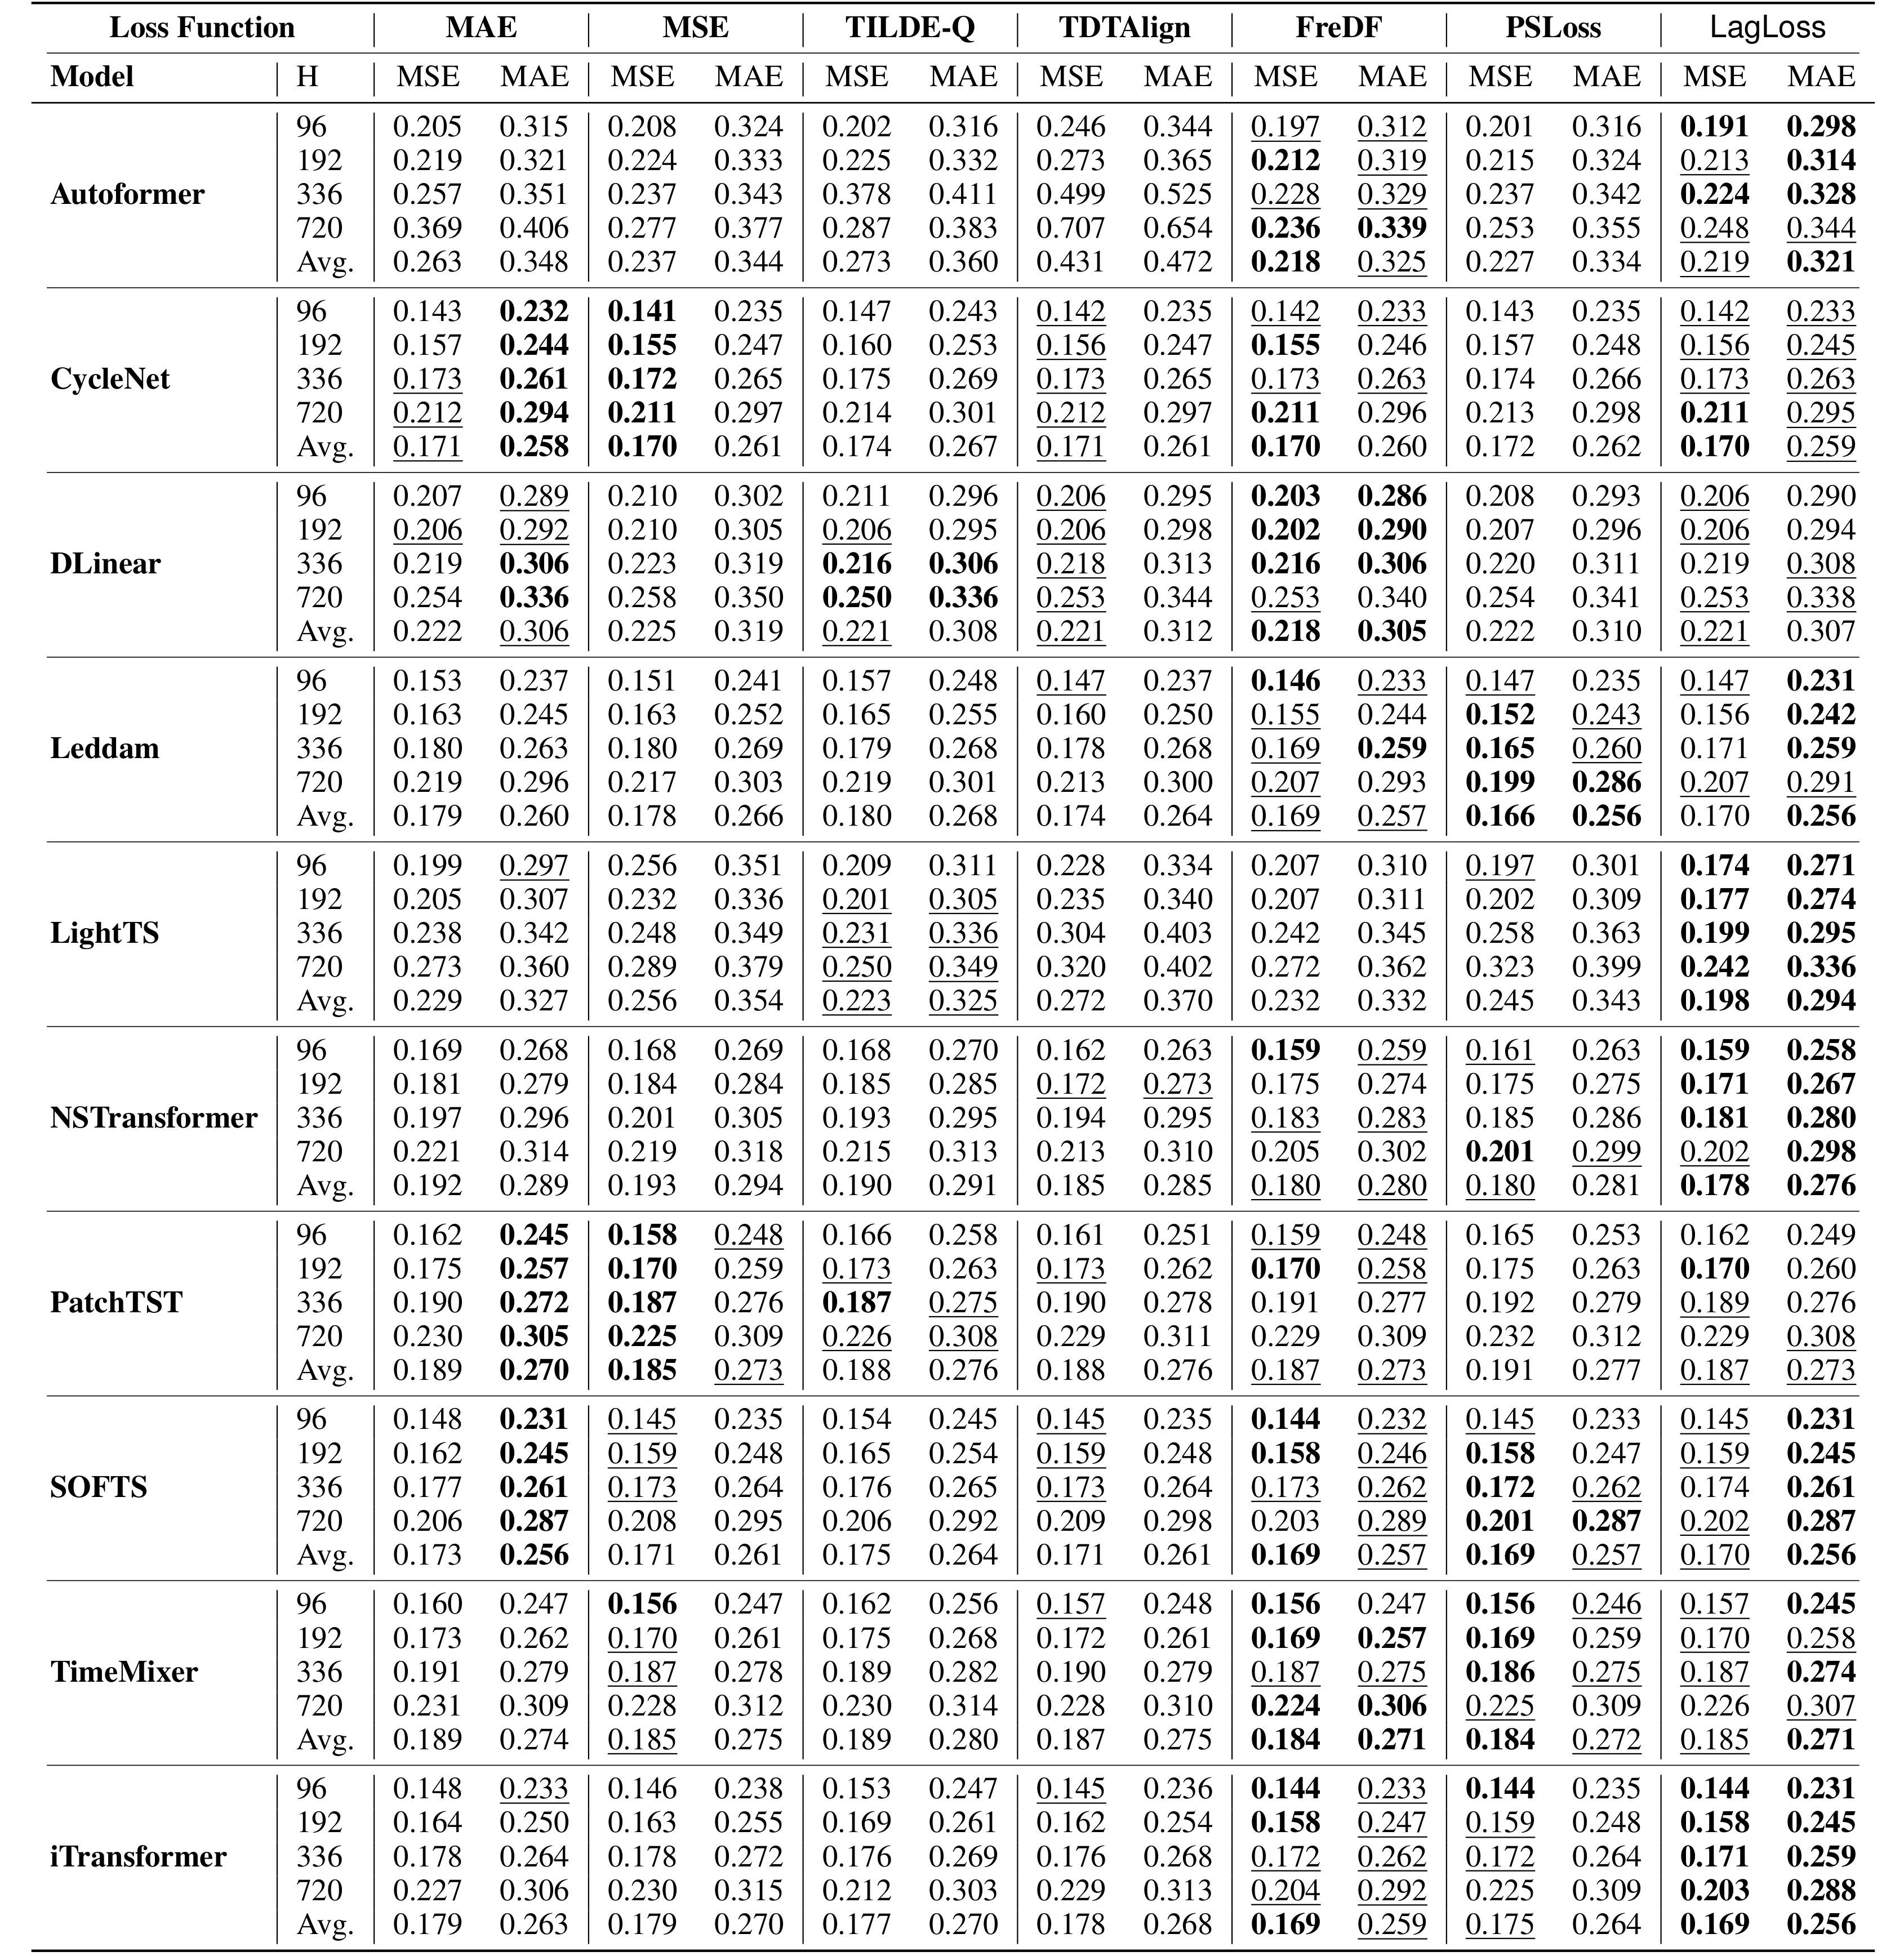 Loss Function MAE MSE TILDE-Q TDTAlign FreDF PSLoss LagLoss
Model H MSE MAE MSE MAE MSE MAE MSE MAE MSE MAE MSE MAE MSE MAE
96 0.205 0.315 0.208 0.324 0.202 0.316 0.246 0.344 0.197 0.312 0.201 0.316 0.191 0.298
192 0.219 0.321 0.224 0.333 0.225 0.332 0.273 0.365 0.212 0.319 0.215 0.324 0.213 0.314
Autoformer 336 0.257 0.351 0.237 0.343 0.378 0.411 0.499 0.525 0.228 0.329 0.237 0.342 0.224 0.328
720 0.369 0.406 0.277 0.377 0.287 0.383 0.707 0.654 0.236 0.339 0.253 0.355 0.248 0.344
Avg. 0.263 0.348 0.237 0.344 0.273 0.360 0.431 0.472 0.218 0.325 0.227 0.334 0.219 0.321
96 0.143 0.232 0.141 0.235 0.147 0.243 0.142 0.235 0.142 0.233 0.143 0.235 0.142 0.233
192 0.157 0.244 0.155 0.247 0.160 0.253 0.156 0.247 0.155 0.246 0.157 0.248 0.156 0.245
CycleNet 336 0.173 0.261 0.172 0.265 0.175 0.269 0.173 0.265 0.173 0.263 0.174 0.266 0.173 0.263
720 0.212 0.294 0.211 0.297 0.214 0.301 0.212 0.297 0.211 0.296 0.213 0.298 0.211 0.295
Avg. 0.171 0.258 0.170 0.261 0.174 0.267 0.171 0.261 0.170 0.260 0.172 0.262 0.170 0.259
96 0.207 0.289 0.210 0.302 0.211 0.296 0.206 0.295 0.203 0.286 0.208 0.293 0.206 0.290
192 0.206 0.292 0.210 0.305 0.206 0.295 0.206 0.298 0.202 0.290 0.207 0.296 0.206 0.294
DLinear 336 0.219 0.306 0.223 0.319 0.216 0.306 0.218 0.313 0.216 0.306 0.220 0.311 0.219 0.308
720 0.254 0.336 0.258 0.350 0.250 0.336 0.253 0.344 0.253 0.340 0.254 0.341 0.253 0.338
Avg. 0.222 0.306 0.225 0.319 0.221 0.308 0.221 0.312 0.218 0.305 0.222 0.310 0.221 0.307
96 0.153 0.237 0.151 0.241 0.157 0.248 0.147 0.237 0.146 0.233 0.147 0.235 0.147 0.231
192 0.163 0.245 0.163 0.252 0.165 0.255 0.160 0.250 0.155 0.244 0.152 0.243 0.156 0.242
Leddam 336 0.180 0.263 0.180 0.269 0.179 0.268 0.178 0.268 0.169 0.259 0.165 0.260 0.171 0.259
720 0.219 0.296 0.217 0.303 0.219 0.301 0.213 0.300 0.207 0.293 0.199 0.286 0.207 0.291
Avg. 0.179 0.260 0.178 0.266 0.180 0.268 0.174 0.264 0.169 0.257 0.166 0.256 0.170 0.256
96 0.199 0.297 0.256 0.351 0.209 0.311 0.228 0.334 0.207 0.310 0.197 0.301 0.174 0.271
192 0.205 0.307 0.232 0.336 0.201 0.305 0.235 0.340 0.207 0.311 0.202 0.309 0.177 0.274
LightTS 336 0.238 0.342 0.248 0.349 0.231 0.336 0.304 0.403 0.242 0.345 0.258 0.363 0.199 0.295
720 0.273 0.360 0.289 0.379 0.250 0.349 0.320 0.402 0.272 0.362 0.323 0.399 0.242 0.336
Avg. 0.229 0.327 0.256 0.354 0.223 0.325 0.272 0.370 0.232 0.332 0.245 0.343 0.198 0.294
96 0.169 0.268 0.168 0.269 0.168 0.270 0.162 0.263 0.159 0.259 0.161 0.263 0.159 0.258
192 0.181 0.279 0.184 0.284 0.185 0.285 0.172 0.273 0.175 0.274 0.175 0.275 0.171 0.267
NSTransformer 336 0.197 0.296 0.201 0.305 0.193 0.295 0.194 0.295 0.183 0.283 0.185 0.286 0.181 0.280
720 0.221 0.314 0.219 0.318 0.215 0.313 0.213 0.310 0.205 0.302 0.201 0.299 0.202 0.298
Avg. 0.192 0.289 0.193 0.294 0.190 0.291 0.185 0.285 0.180 0.280 0.180 0.281 0.178 0.276
96 0.162 0.245 0.158 0.248 0.166 0.258 0.161 0.251 0.159 0.248 0.165 0.253 0.162 0.249
192 0.175 0.257 0.170 0.259 0.173 0.263 0.173 0.262 0.170 0.258 0.175 0.263 0.170 0.260
PatchTST 336 0.190 0.272 0.187 0.276 0.187 0.275 0.190 0.278 0.191 0.277 0.192 0.279 0.189 0.276
720 0.230 0.305 0.225 0.309 0.226 0.308 0.229 0.311 0.229 0.309 0.232 0.312 0.229 0.308
Avg. 0.189 0.270 0.185 0.273 0.188 0.276 0.188 0.276 0.187 0.273 0.191 0.277 0.187 0.273
96 0.148 0.231 0.145 0.235 0.154 0.245 0.145 0.235 0.144 0.232 0.145 0.233 0.145 0.231
192 0.162 0.245 0.159 0.248 0.165 0.254 0.159 0.248 0.158 0.246 0.158 0.247 0.159 0.245
SOFTS 336 0.177 0.261 0.173 0.264 0.176 0.265 0.173 0.264 0.173 0.262 0.172 0.262 0.174 0.261
720 0.206 0.287 0.208 0.295 0.206 0.292 0.209 0.298 0.203 0.289 0.201 0.287 0.202 0.287
Avg. 0.173 0.256 0.171 0.261 0.175 0.264 0.171 0.261 0.169 0.257 0.169 0.257 0.170 0.256
96 0.160 0.247 0.156 0.247 0.162 0.256 0.157 0.248 0.156 0.247 0.156 0.246 0.157 0.245
192 0.173 0.262 0.170 0.261 0.175 0.268 0.172 0.261 0.169 0.257 0.169 0.259 0.170 0.258
TimeMixer 336 0.191 0.279 0.187 0.278 0.189 0.282 0.190 0.279 0.187 0.275 0.186 0.275 0.187 0.274
720 0.231 0.309 0.228 0.312 0.230 0.314 0.228 0.310 0.224 0.306 0.225 0.309 0.226 0.307
Avg. 0.189 0.274 0.185 0.275 0.189 0.280 0.187 0.275 0.184 0.271 0.184 0.272 0.185 0.271
96 0.148 0.233 0.146 0.238 0.153 0.247 0.145 0.236 0.144 0.233 0.144 0.235 0.144 0.231
192 0.164 0.250 0.163 0.255 0.169 0.261 0.162 0.254 0.158 0.247 0.159 0.248 0.158 0.245
iTransformer 336 0.178 0.264 0.178 0.272 0.176 0.269 0.176 0.268 0.172 0.262 0.172 0.264 0.171 0.259
720 0.227 0.306 0.230 0.315 0.212 0.303 0.229 0.313 0.204 0.292 0.225 0.309 0.203 0.288
Avg. 0.179 0.263 0.179 0.270 0.177 0.270 0.178 0.268 0.169 0.259 0.175 0.264 0.169 0.256